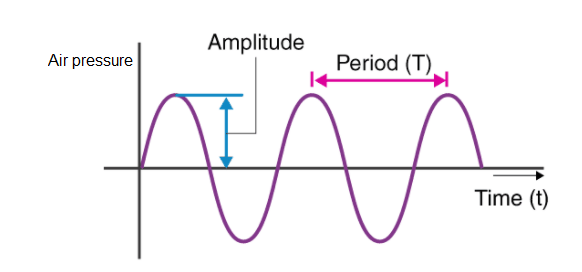 Amplitude
Air pressure
Period (T)
Time (t)